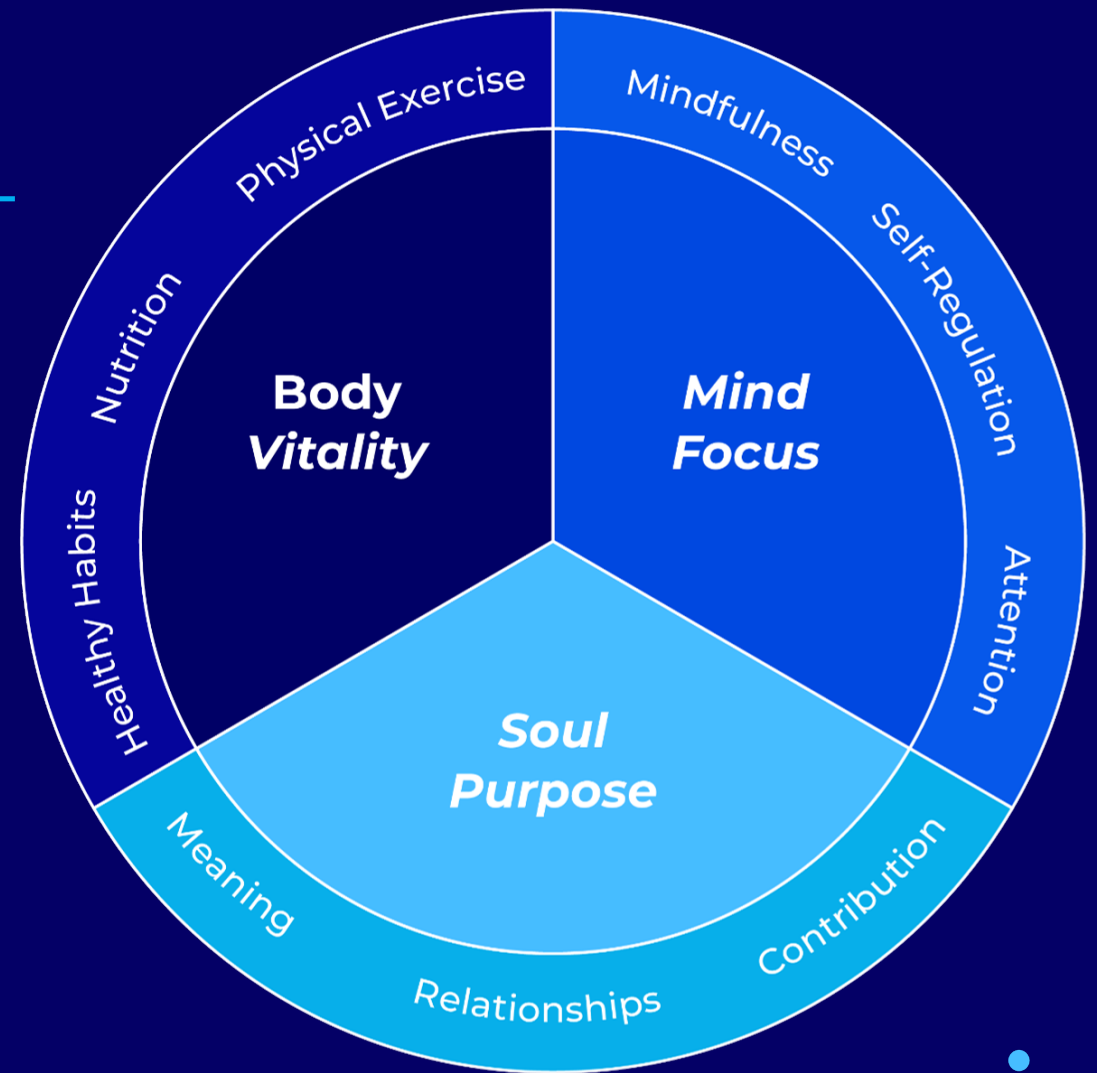 Physical Exercise
Nutrition
Healthy Habits
Body
Vitality
Mindfulness
Self-Regulation
Attention
Mind
Focus
Soul
Purpose
Meaning
Relationships
Contribution